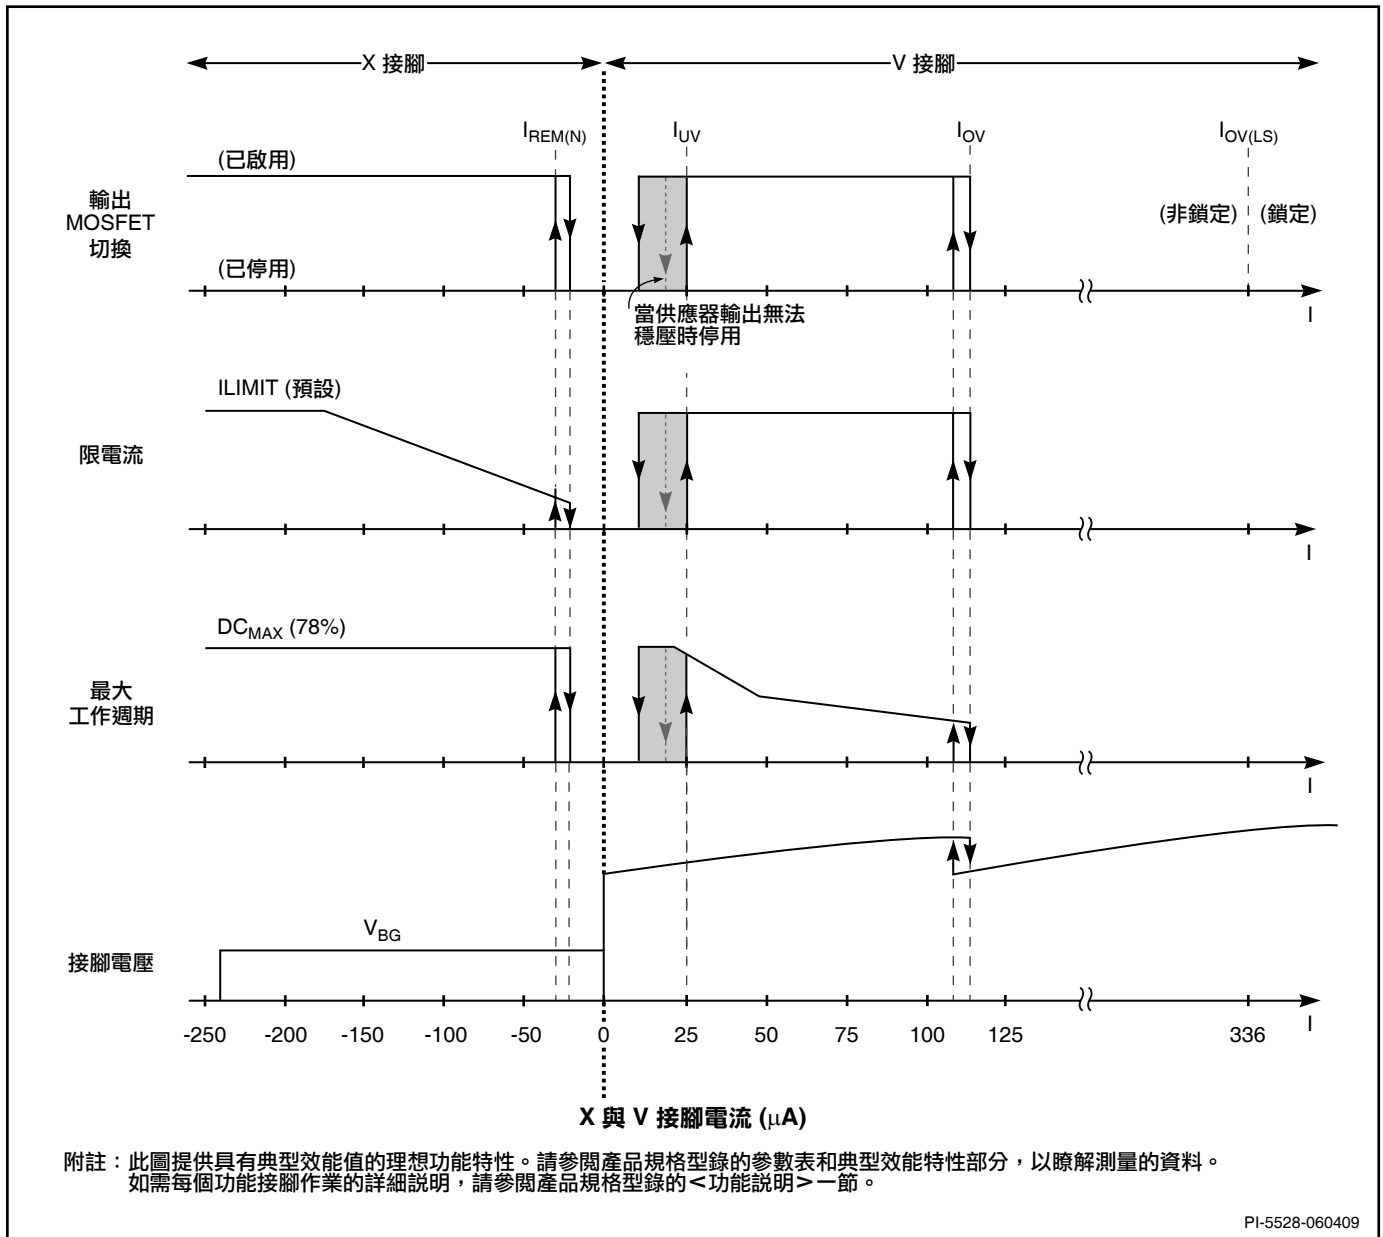 X 接腳
V 接腳
I_REM(N)
I_UV
I_OV
I_OV(LS)
(已啟用)
(非鎖定)
(鎖定)
輸出
MOSFET
切換
(已停用)
當供應器輸出無法
穩壓時停用
I
ILIMIT (預設)
限電流
I
DC_MAX (78%)
最大
工作週期
I
V_BG
接腳電壓
-250 -200 -150 -100 -50 0 25 50 75 100 125 336 I
X 與 V 接腳電流 (μA)
附註：此圖提供具有典型效能值的理想功能特性。請參閱產品規格型錄的參數表和典型效能特性部分，以瞭解測量的資料。
如需每個功能接腳作業的詳細說明，請參閱產品規格型錄的<功能說明>一節。
PI-5528-060409